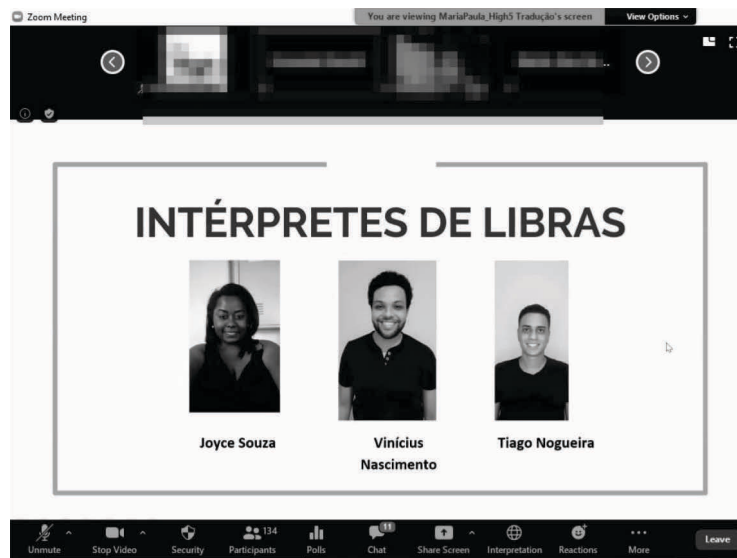 Zoom Meeting
You are viewing MariaPaula_High5 Tradução's screen
View Options
INTÉRPRETES DE LIBRAS
Joyce Souza
Vinícius
Nascimento
Tiago Nogueira
134
11
Unmute
Stop Video
Security
Participants
Polls
Chat
Share Screen
Interpretation
Reactions
More
Leave